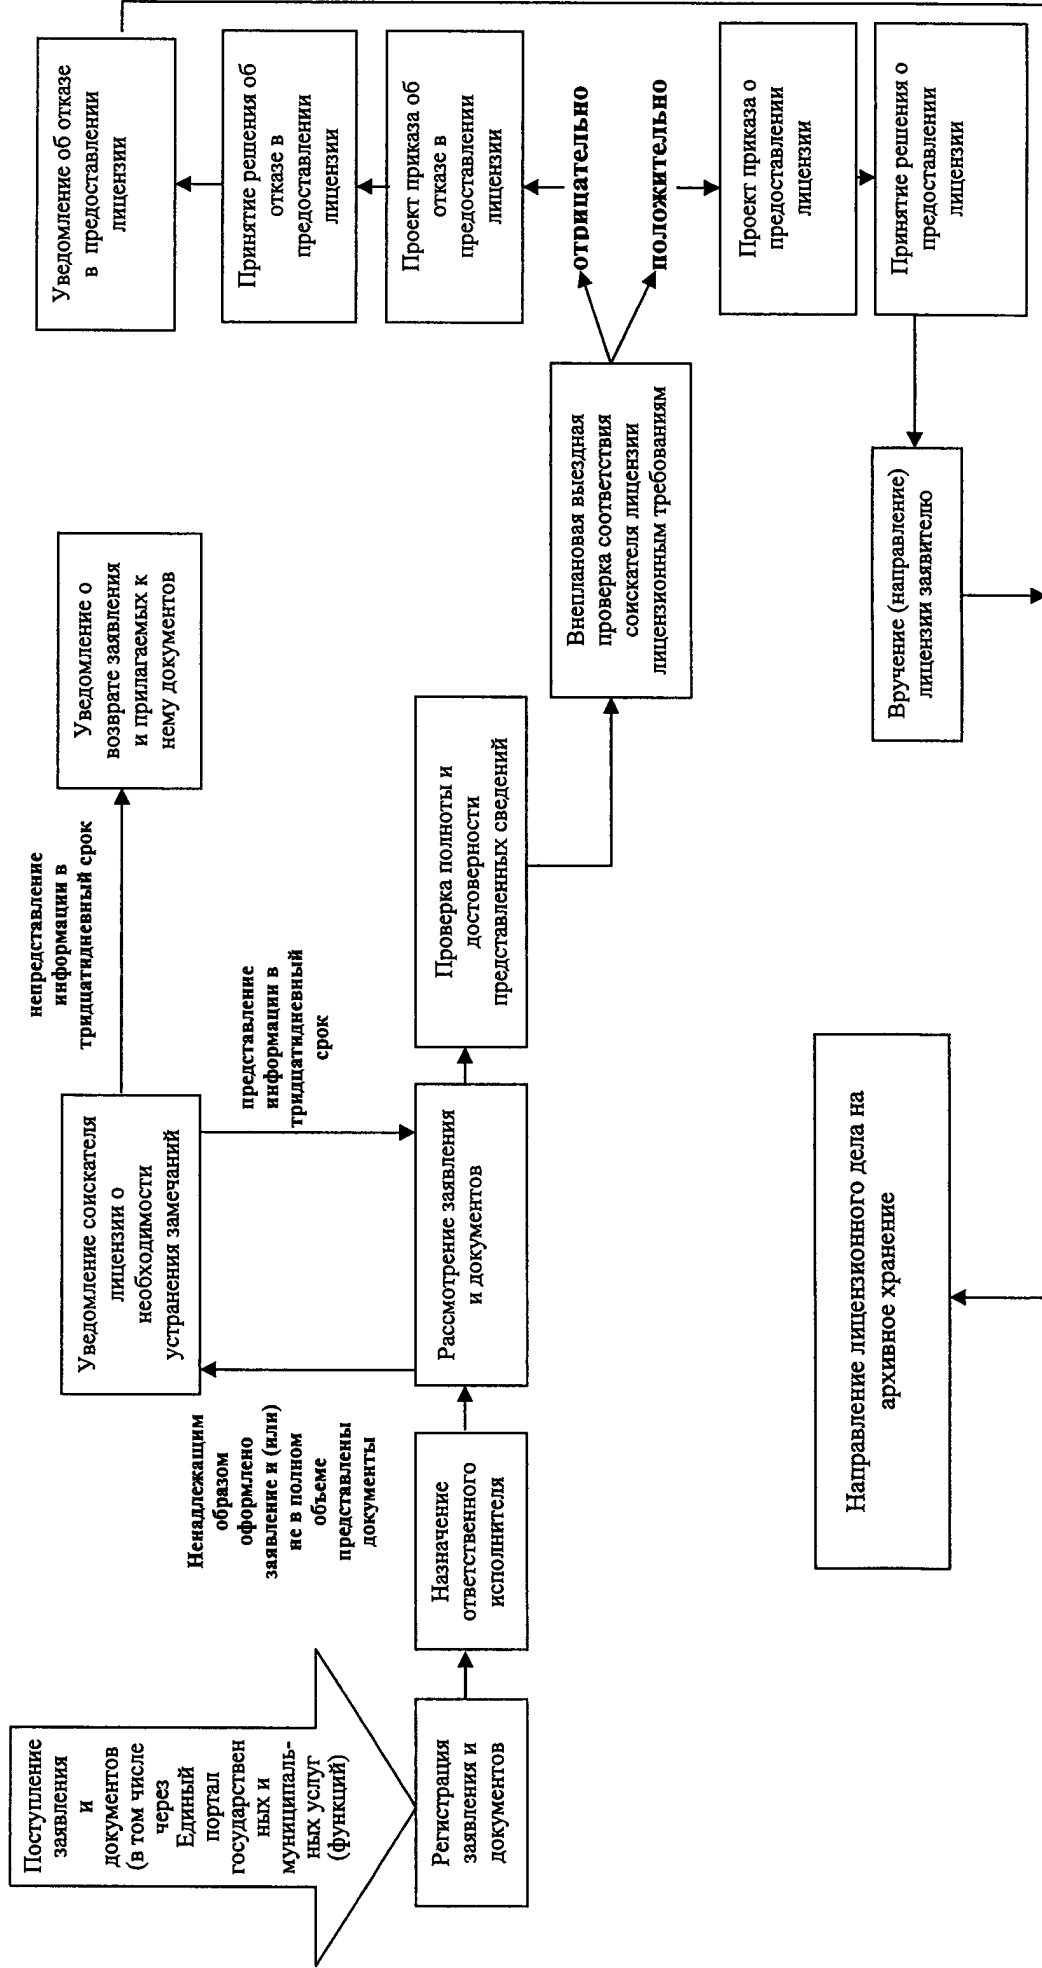 Поступление
заявления
и
документов
(в том числе
через
Единый
портал
государствен
ных и
муниципаль-
ных услуг
(функций)
Регистрация
заявления и
документов
Назначение
ответственного
исполнителя
Ненадлежащим
образом
оформлено
заявление и (или)
не в полном
объеме
представлены
документы
Рассмотрение заявления
и документов
Уведомление соискателя
лицензии о
необходимости
устранения замечаний
представление
информации в
тридцатидневный
срок
непредставление
информации в
тридцатидневный срок
Уведомление о
возврате заявления
и прилагаемых к
нему документов
Проверка полноты и
достоверности
представленных сведений
Внеплановая выездная
проверка соответствия
соискателя лицензии
лицензионным требованиям
отрицательно
положительно
Проект приказа об
отказе в
предоставлении
лицензии
Принятие решения об
отказе в
предоставлении
лицензии
Уведомление об отказе
в предоставлении
лицензии
Проект приказа о
предоставлении
лицензии
Принятие решения о
предоставлении
лицензии
Вручение (направление)
лицензии заявителю
Направление лицензионного дела на
архивное хранение